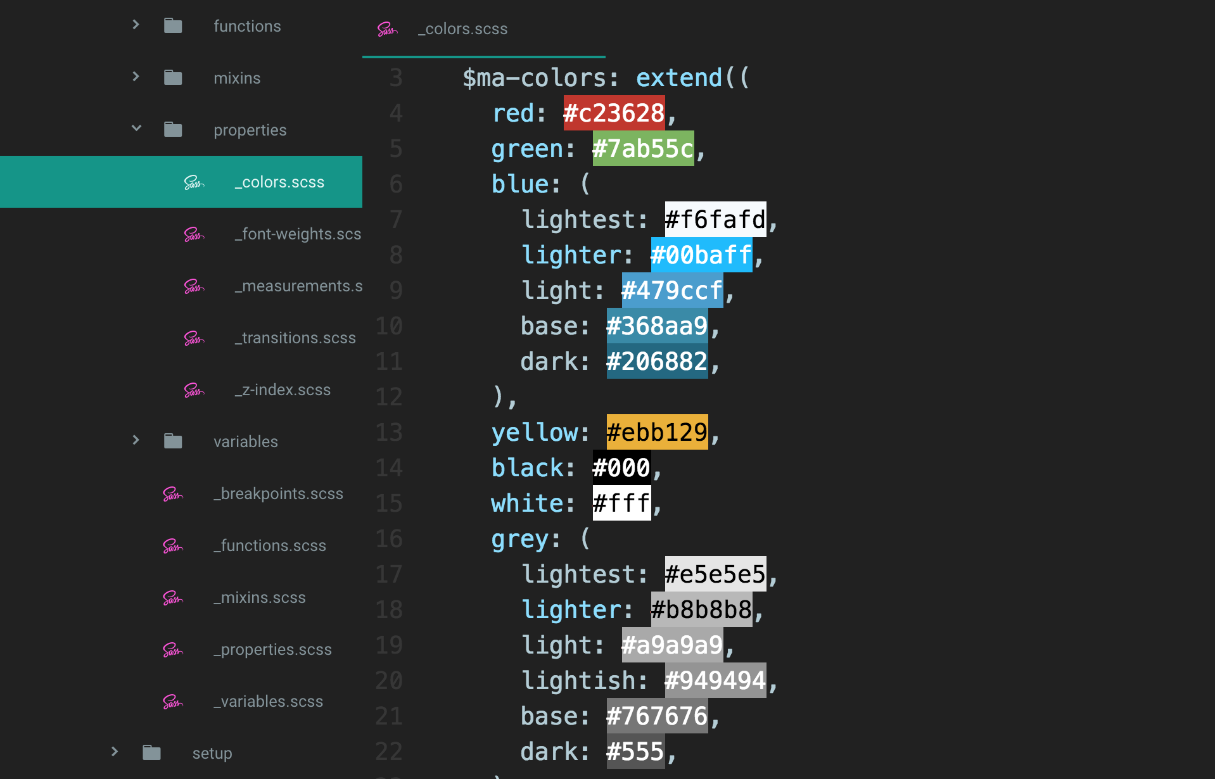 functions
mixins
properties
_colors.scss
_font-weights.scs
_measurements.s
_transitions.scss
_z-index.scss
variables
_breakpoints.scss
_functions.scss
_mixins.scss
_properties.scss
_variables.scss
setup
_colors.scss
3 $ma-colors: extend((
4 red: #c23628,
5 green: #7ab55c,
6 blue: (
7 lightest: #f6fafd,
8 lighter: #00baff,
9 light: #479ccf,
10 base: #368aa9,
11 dark: #206882,
12 ),
13 yellow: #ebb129,
14 black: #000,
15 white: #fff,
16 grey: (
17 lightest: #e5e5e5,
18 lighter: #b8b8b8,
19 light: #a9a9a9,
20 lightish: #949494,
21 base: #767676,
22 dark: #555,